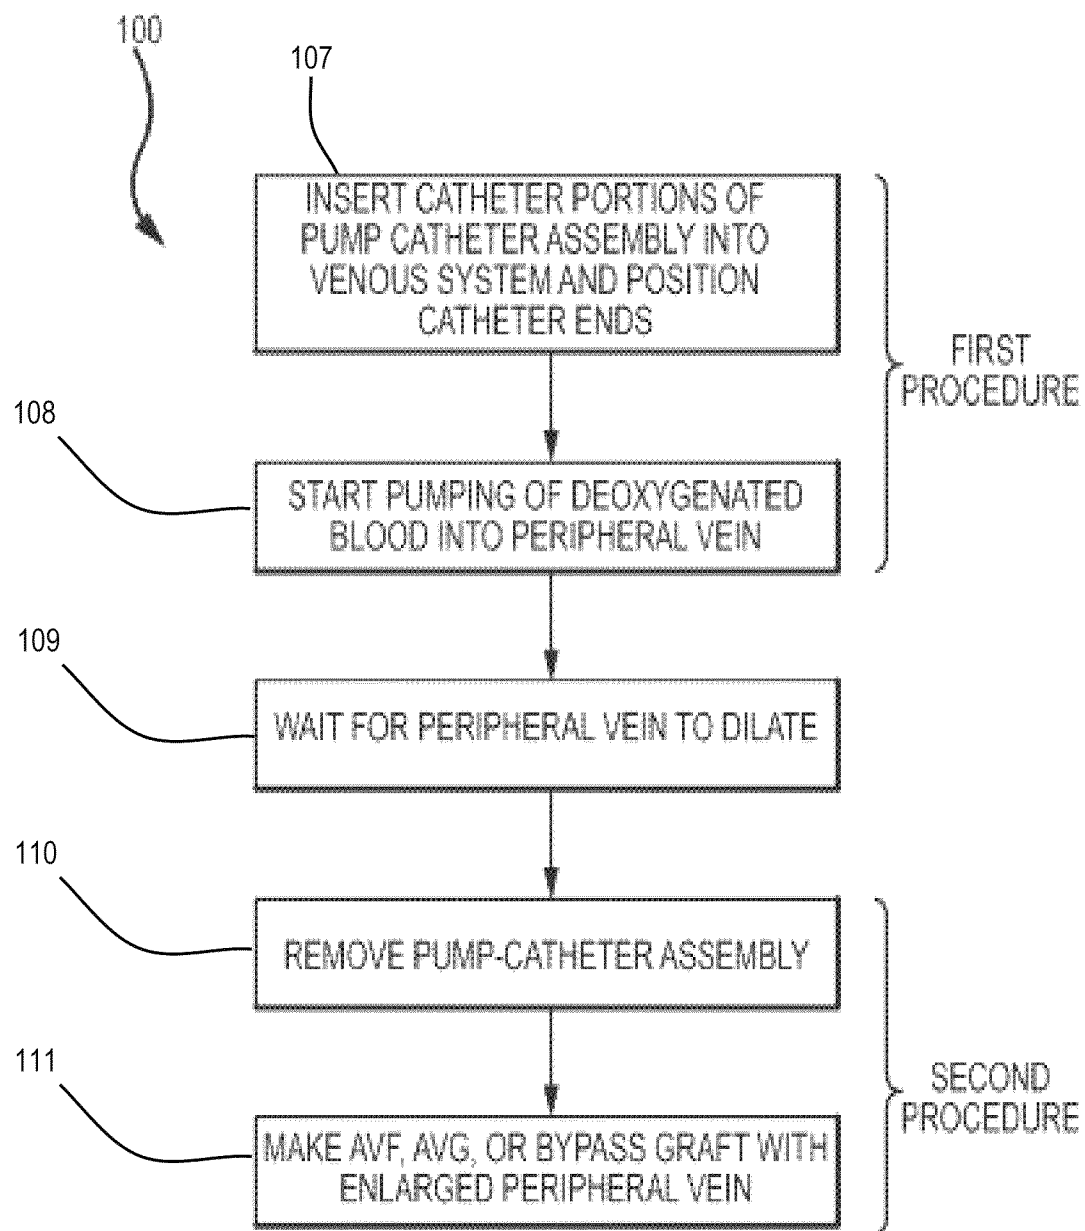 100
107
INSERT CATHETER PORTIONS OF
PUMP CATHETER ASSEMBLY INTO
VENOUS SYSTEM AND POSITION
CATHETER ENDS
FIRST
PROCEDURE
108
START PUMPING OF DEOXYGENATED
BLOOD INTO PERIPHERAL VEIN
109
WAIT FOR PERIPHERAL VEIN TO DILATE
110
REMOVE PUMP-CATHETER ASSEMBLY
SECOND
PROCEDURE
111
MAKE AVF, AVG, OR BYPASS GRAFT WITH
ENLARGED PERIPHERAL VEIN